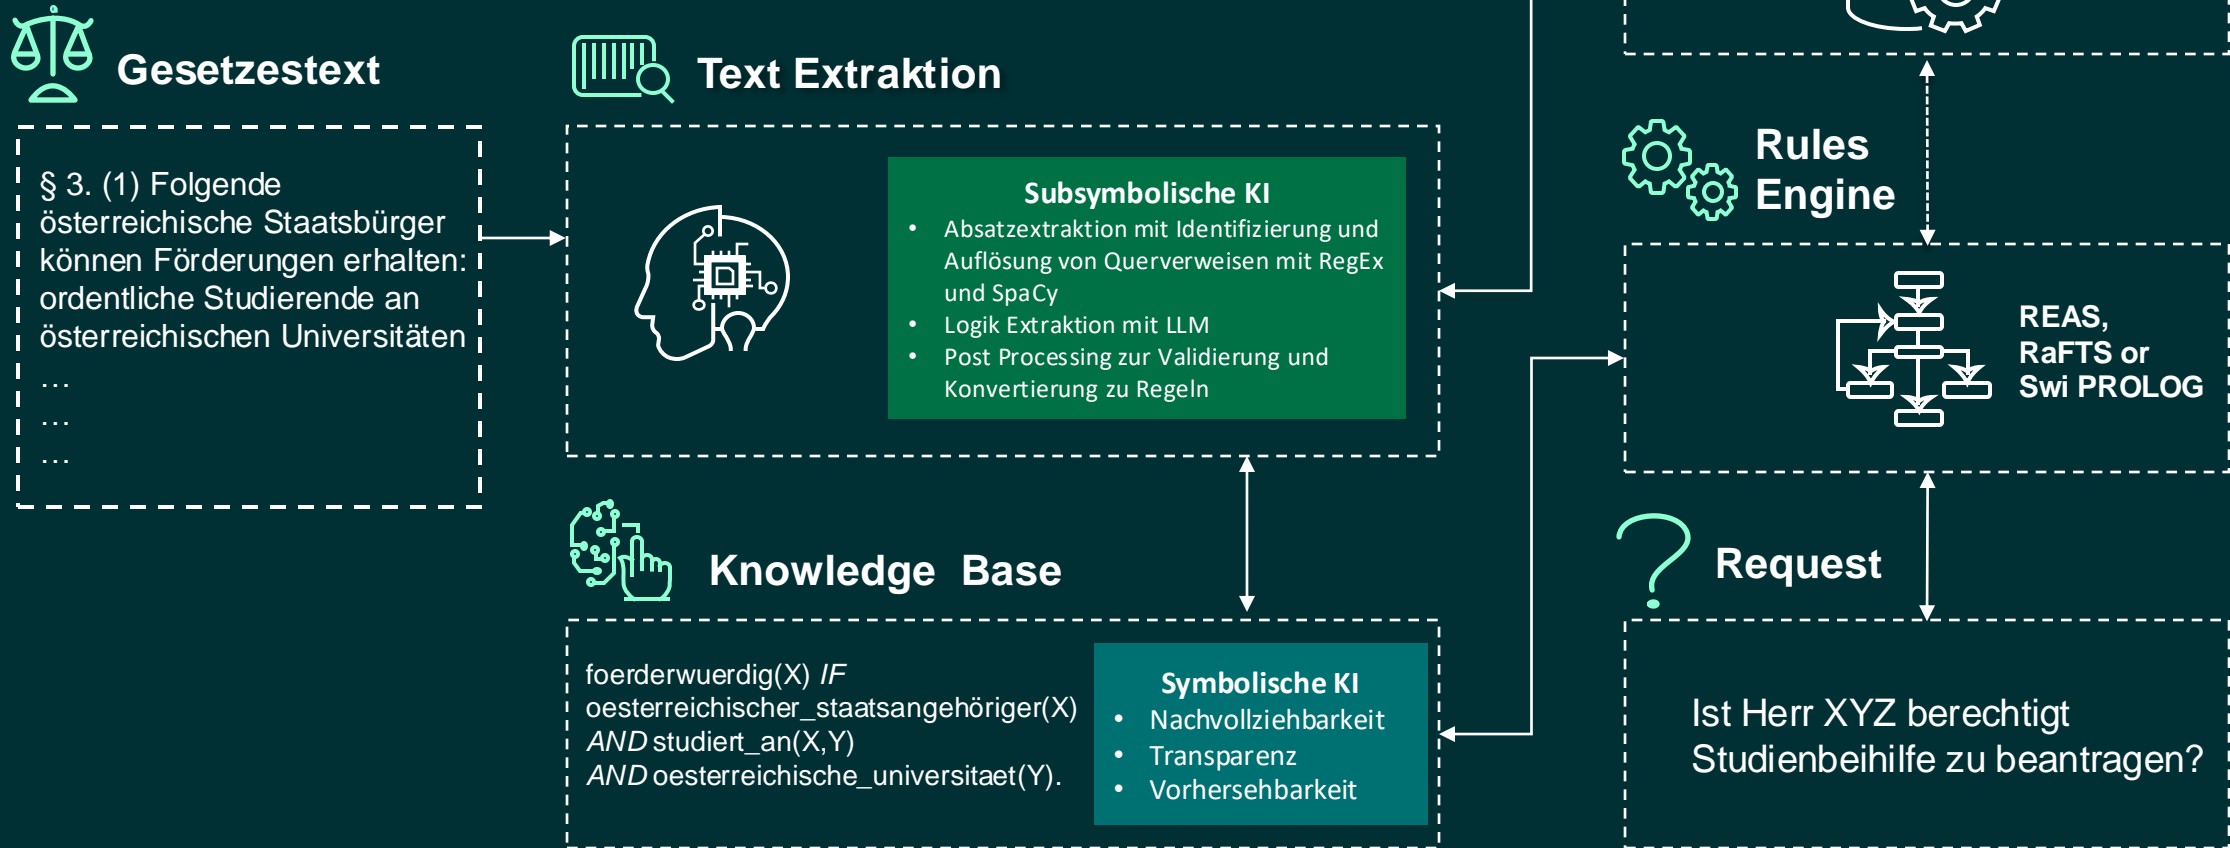 Gesetzestext
§ 3. (1) Folgende
österreichische Staatsbürger
können Förderungen erhalten:
ordentliche Studierende an
österreichischen Universitäten
…
…
…
Text Extraktion
Subsymbolische KI
• Absatzextraktion mit Identifizierung und
Auflösung von Querverweisen mit RegEx
und SpaCy
• Logik Extraktion mit LLM
• Post Processing zur Validierung und
Konvertierung zu Regeln
Knowledge Base
foerderwuerdig(X) IF
oesterreichischer_staatsangehöriger(X)
AND studiert_an(X,Y)
AND oesterreichische_universitaet(Y).
Symbolische KI
• Nachvollziehbarkeit
• Transparenz
• Vorhersehbarkeit
Rules
Engine
REAS,
RaFTS or
Swi PROLOG
Request
Ist Herr XYZ berechtigt
Studienbeihilfe zu beantragen?